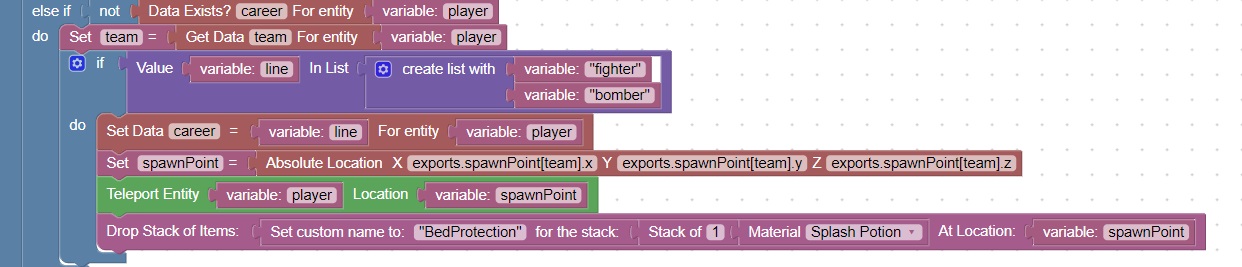 else if not Data Exists? career For entity variable: player
do Set team = Get Data team For entity variable: player
if Value variable: line In List create list with variable: "fighter"
variable: "bomber"
do Set Data career = variable: line For entity variable: player
Set spawnPoint = Absolute Location X exports.spawnPoint[team].x Y exports.spawnPoint[team].y Z exports.spawnPoint[team].z
Teleport Entity variable: player Location variable: spawnPoint
Drop Stack of Items: Set custom name to: "BedProtection" for the stack: Stack of 1 Material Splash Potion At Location: variable: spawnPoint